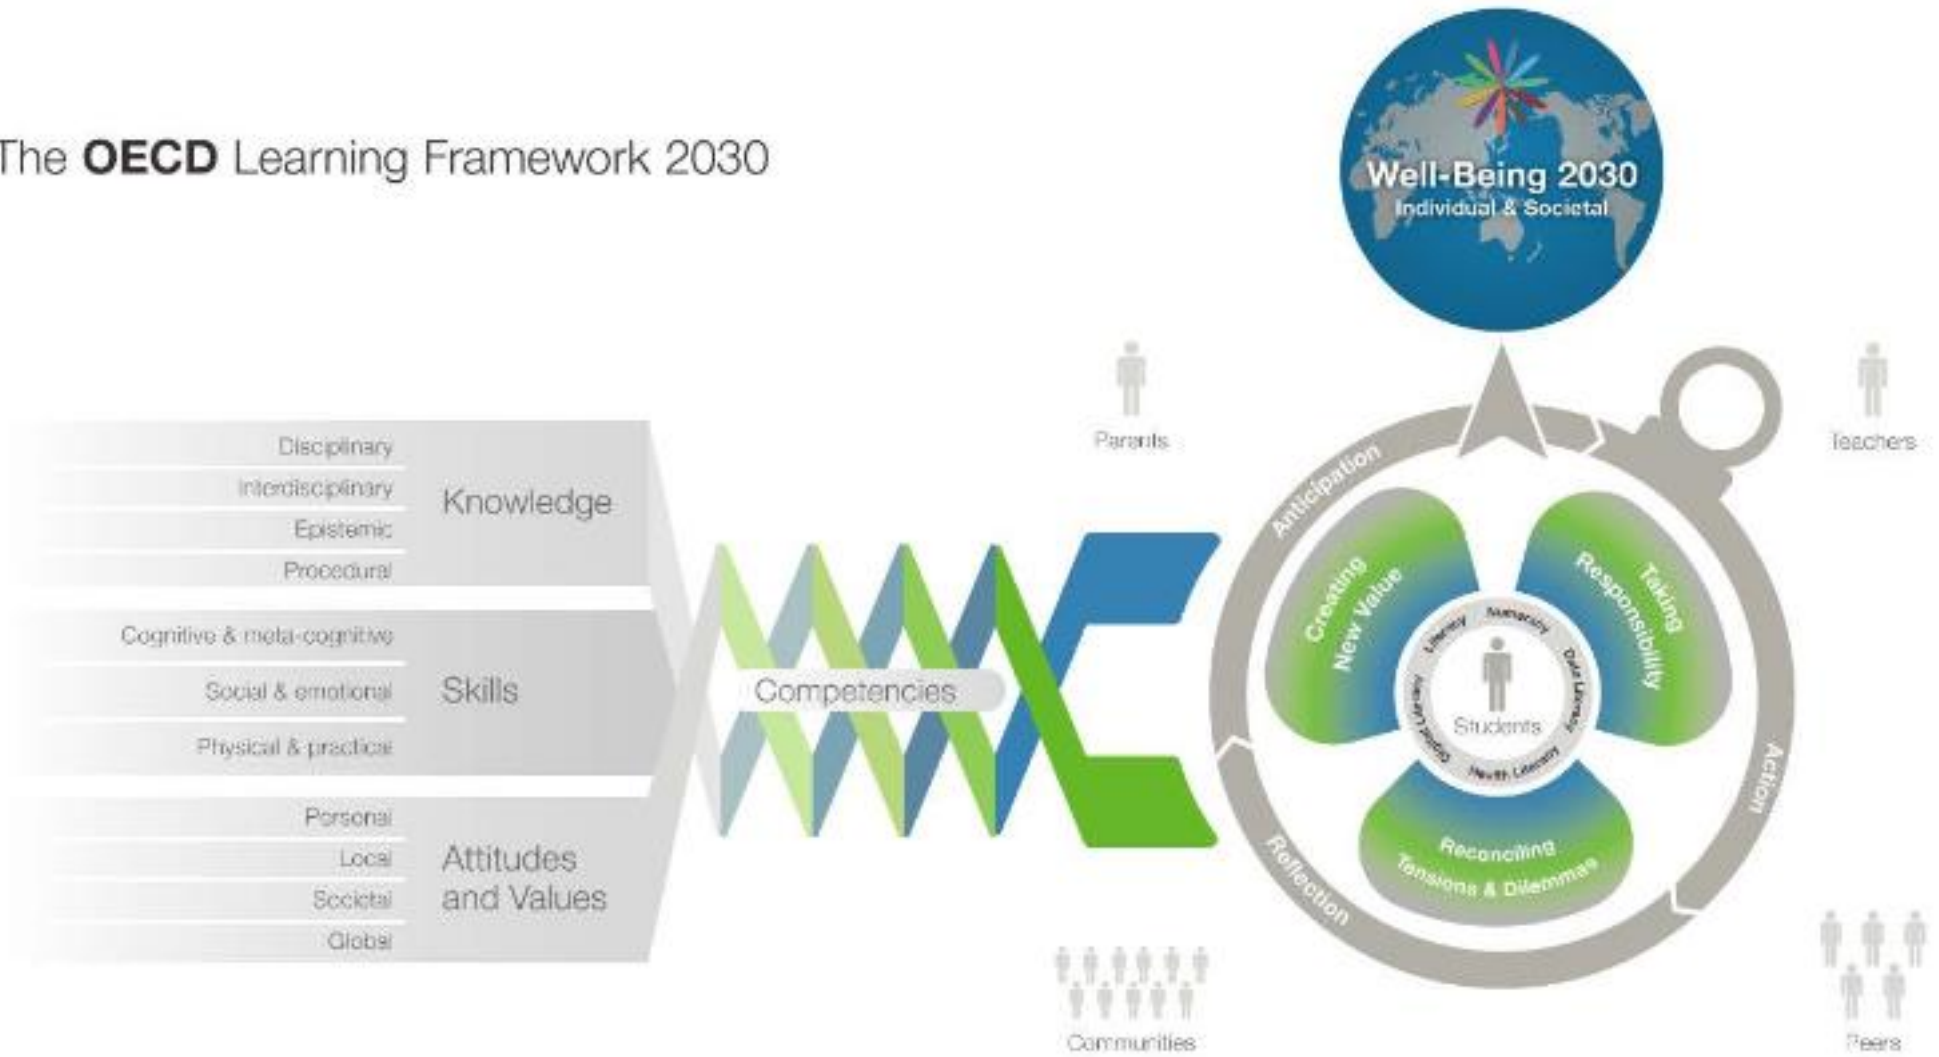 The OECD Learning Framework 2030
Well-Being 2030
Individual & Societal
Parents
Teachers
Disciplinary
Interdisciplinary
Epistemic
Procedural
Knowledge
Cognitive & meta-cognitive
Social & emotional
Physical & practical
Skills
Personal
Local
Societal
Global
Attitudes
and Values
Competencies
Anticipation
Action
Reflection
Creating
New Value
Taking
Responsibility
Reconciling
Tensions & Dilemmas
Literacy
Numeracy
Data Literacy
Health Literacy
Digital Literacy
Students
Communities
Peers